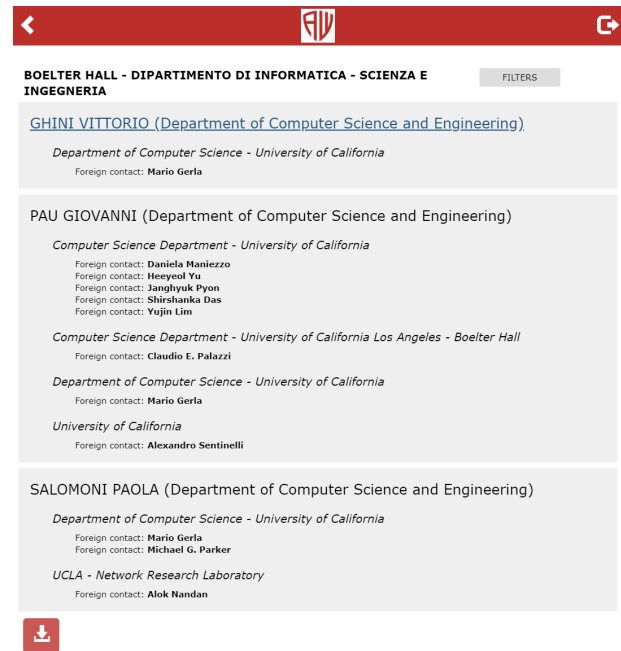 BOELTER HALL - DIPARTIMENTO DI INFORMATICA - SCIENZA E
INGEGNERIA
FILTERS
GHINI VITTORIO (Department of Computer Science and Engineering)
Department of Computer Science - University of California
Foreign contact: Mario Gerla
PAU GIOVANNI (Department of Computer Science and Engineering)
Computer Science Department - University of California
Foreign contact: Daniela Maniezzo
Foreign contact: Heeyeol Yu
Foreign contact: Janghyuk Pyon
Foreign contact: Shirshanka Das
Foreign contact: Yujin Lim
Computer Science Department - University of California Los Angeles - Boelter Hall
Foreign contact: Claudio E. Palazzi
Department of Computer Science - University of California
Foreign contact: Mario Gerla
University of California
Foreign contact: Alexandro Sentinelli
SALOMONI PAOLA (Department of Computer Science and Engineering)
Department of Computer Science - University of California
Foreign contact: Mario Gerla
Foreign contact: Michael G. Parker
UCLA - Network Research Laboratory
Foreign contact: Alok Nandan